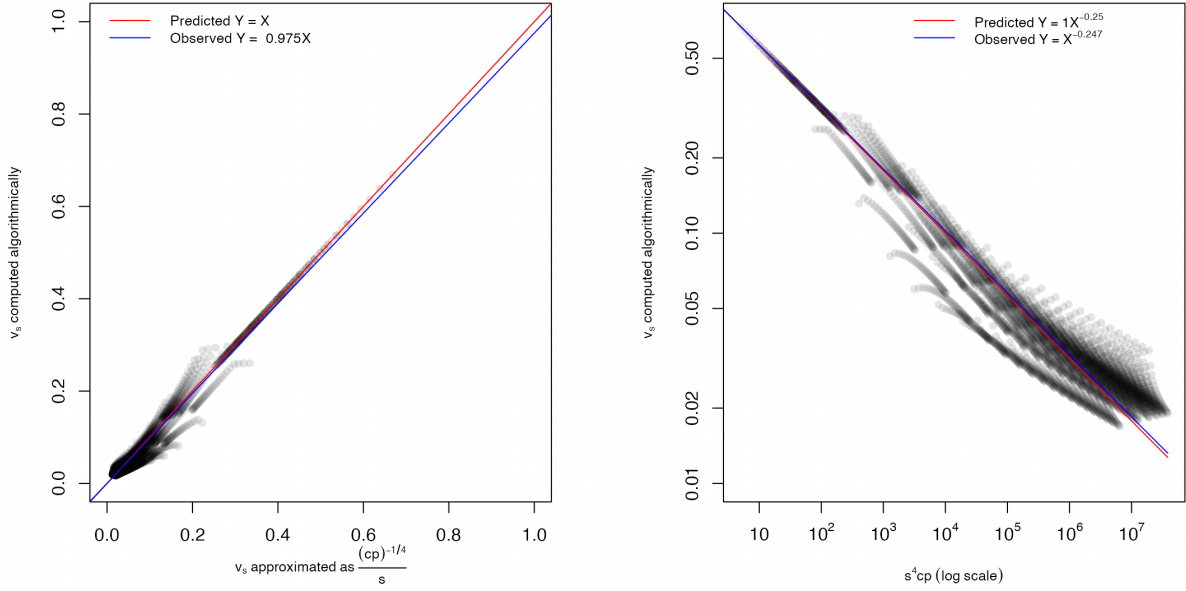 Predicted Y = X
Observed Y = 0.975X
1.0
0.8
0.6
0.4
0.2
0.0
v_s computed algorithmically
0.0 0.2 0.4 0.6 0.8 1.0
v_s approximated as (cp)^{-1/4} / s
Predicted Y = 1X^{-0.25}
Observed Y = X^{-0.247}
0.50
0.20
0.10
0.05
0.02
0.01
v_s computed algorithmically
10 10^2 10^3 10^4 10^5 10^6 10^7
s^4cp (log scale)